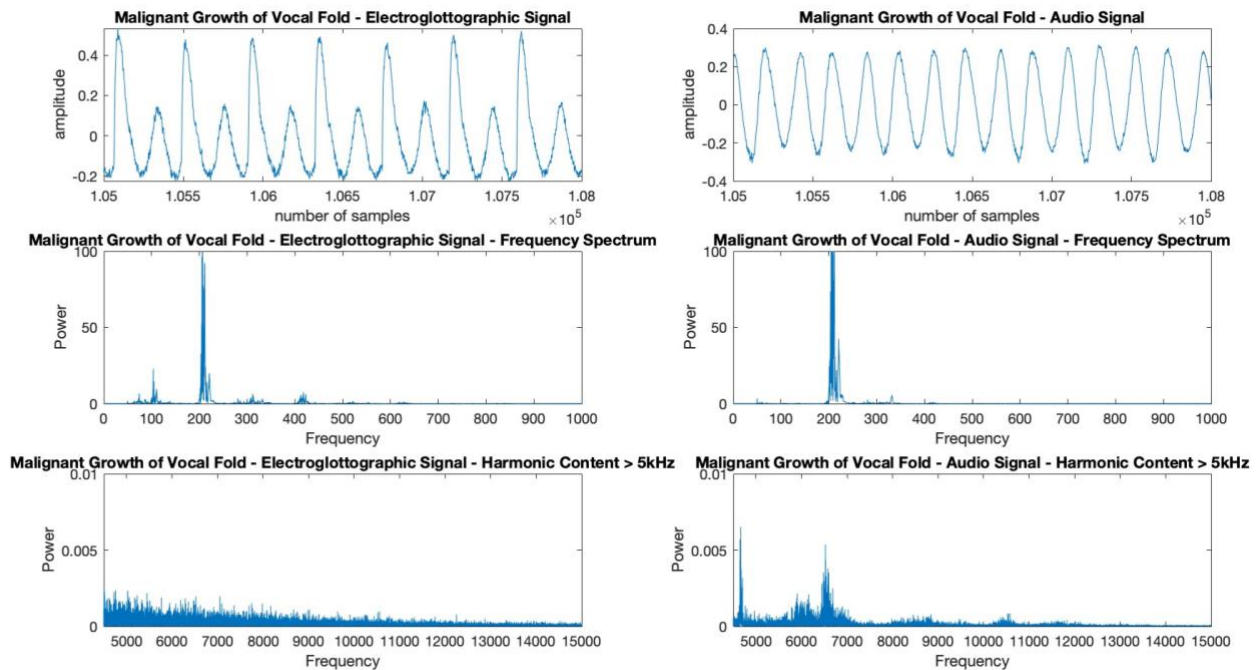 Malignant Growth of Vocal Fold - Electroglottographic Signal
amplitude
0.4
0.2
0
-0.2
1.05 1.055 1.06 1.065 1.07 1.075 1.08
number of samples
×10⁵
Malignant Growth of Vocal Fold - Audio Signal
amplitude
0.4
0.2
0
-0.2
-0.4
1.05 1.055 1.06 1.065 1.07 1.075 1.08
number of samples
×10⁵
Malignant Growth of Vocal Fold - Electroglottographic Signal - Frequency Spectrum
Power
100
50
0
0 100 200 300 400 500 600 700 800 900 1000
Frequency
Malignant Growth of Vocal Fold - Audio Signal - Frequency Spectrum
Power
100
50
0
0 100 200 300 400 500 600 700 800 900 1000
Frequency
Malignant Growth of Vocal Fold - Electroglottographic Signal - Harmonic Content > 5kHz
Power
0.01
0.005
0
5000 6000 7000 8000 9000 10000 11000 12000 13000 14000 15000
Frequency
Malignant Growth of Vocal Fold - Audio Signal - Harmonic Content > 5kHz
Power
0.01
0.005
0
5000 6000 7000 8000 9000 10000 11000 12000 13000 14000 15000
Frequency